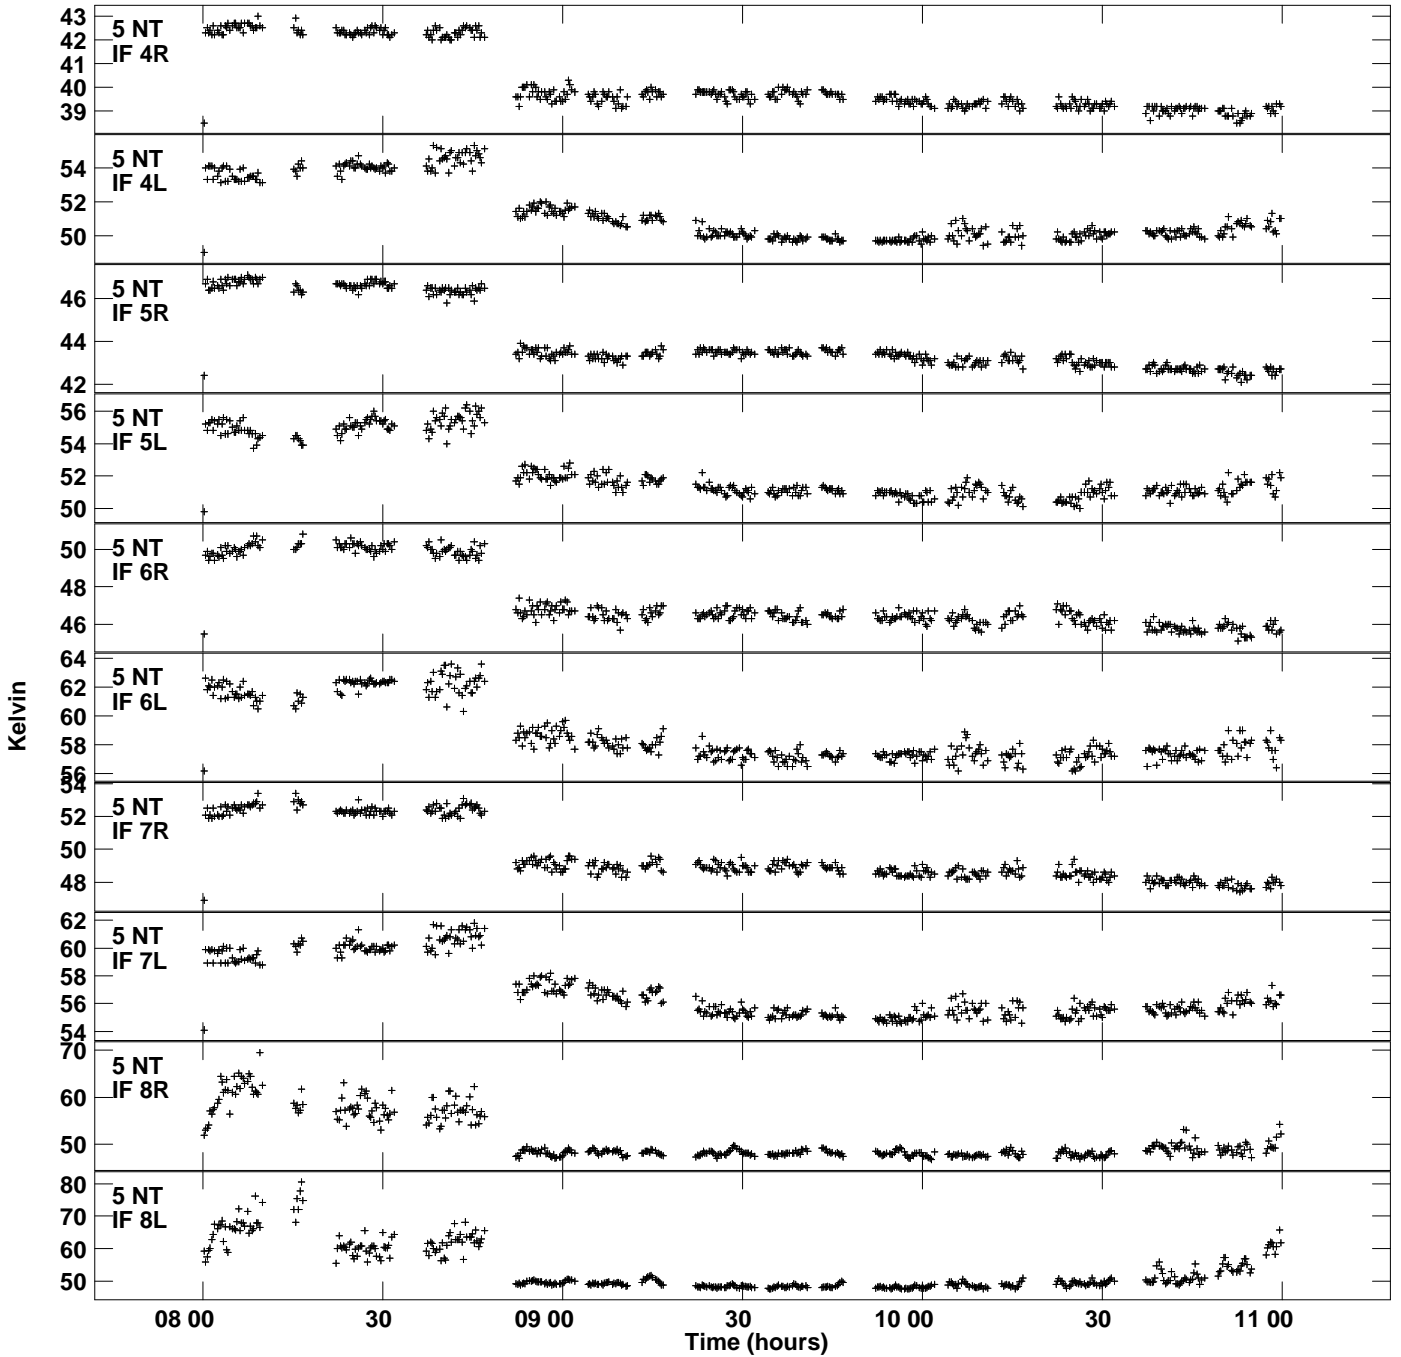 Kelvin
43
42
41
40
39
5 NT
IF 4R
54
52
50
5 NT
IF 4L
46
44
42
5 NT
IF 5R
56
54
52
50
5 NT
IF 5L
50
48
46
5 NT
IF 6R
64
62
60
58
56
5 NT
IF 6L
54
52
50
48
5 NT
IF 7R
62
60
58
56
54
5 NT
IF 7L
70
60
50
5 NT
IF 8R
80
70
60
50
5 NT
IF 8L
08 00 30 09 00 30 10 00 30 11 00
Time (hours)